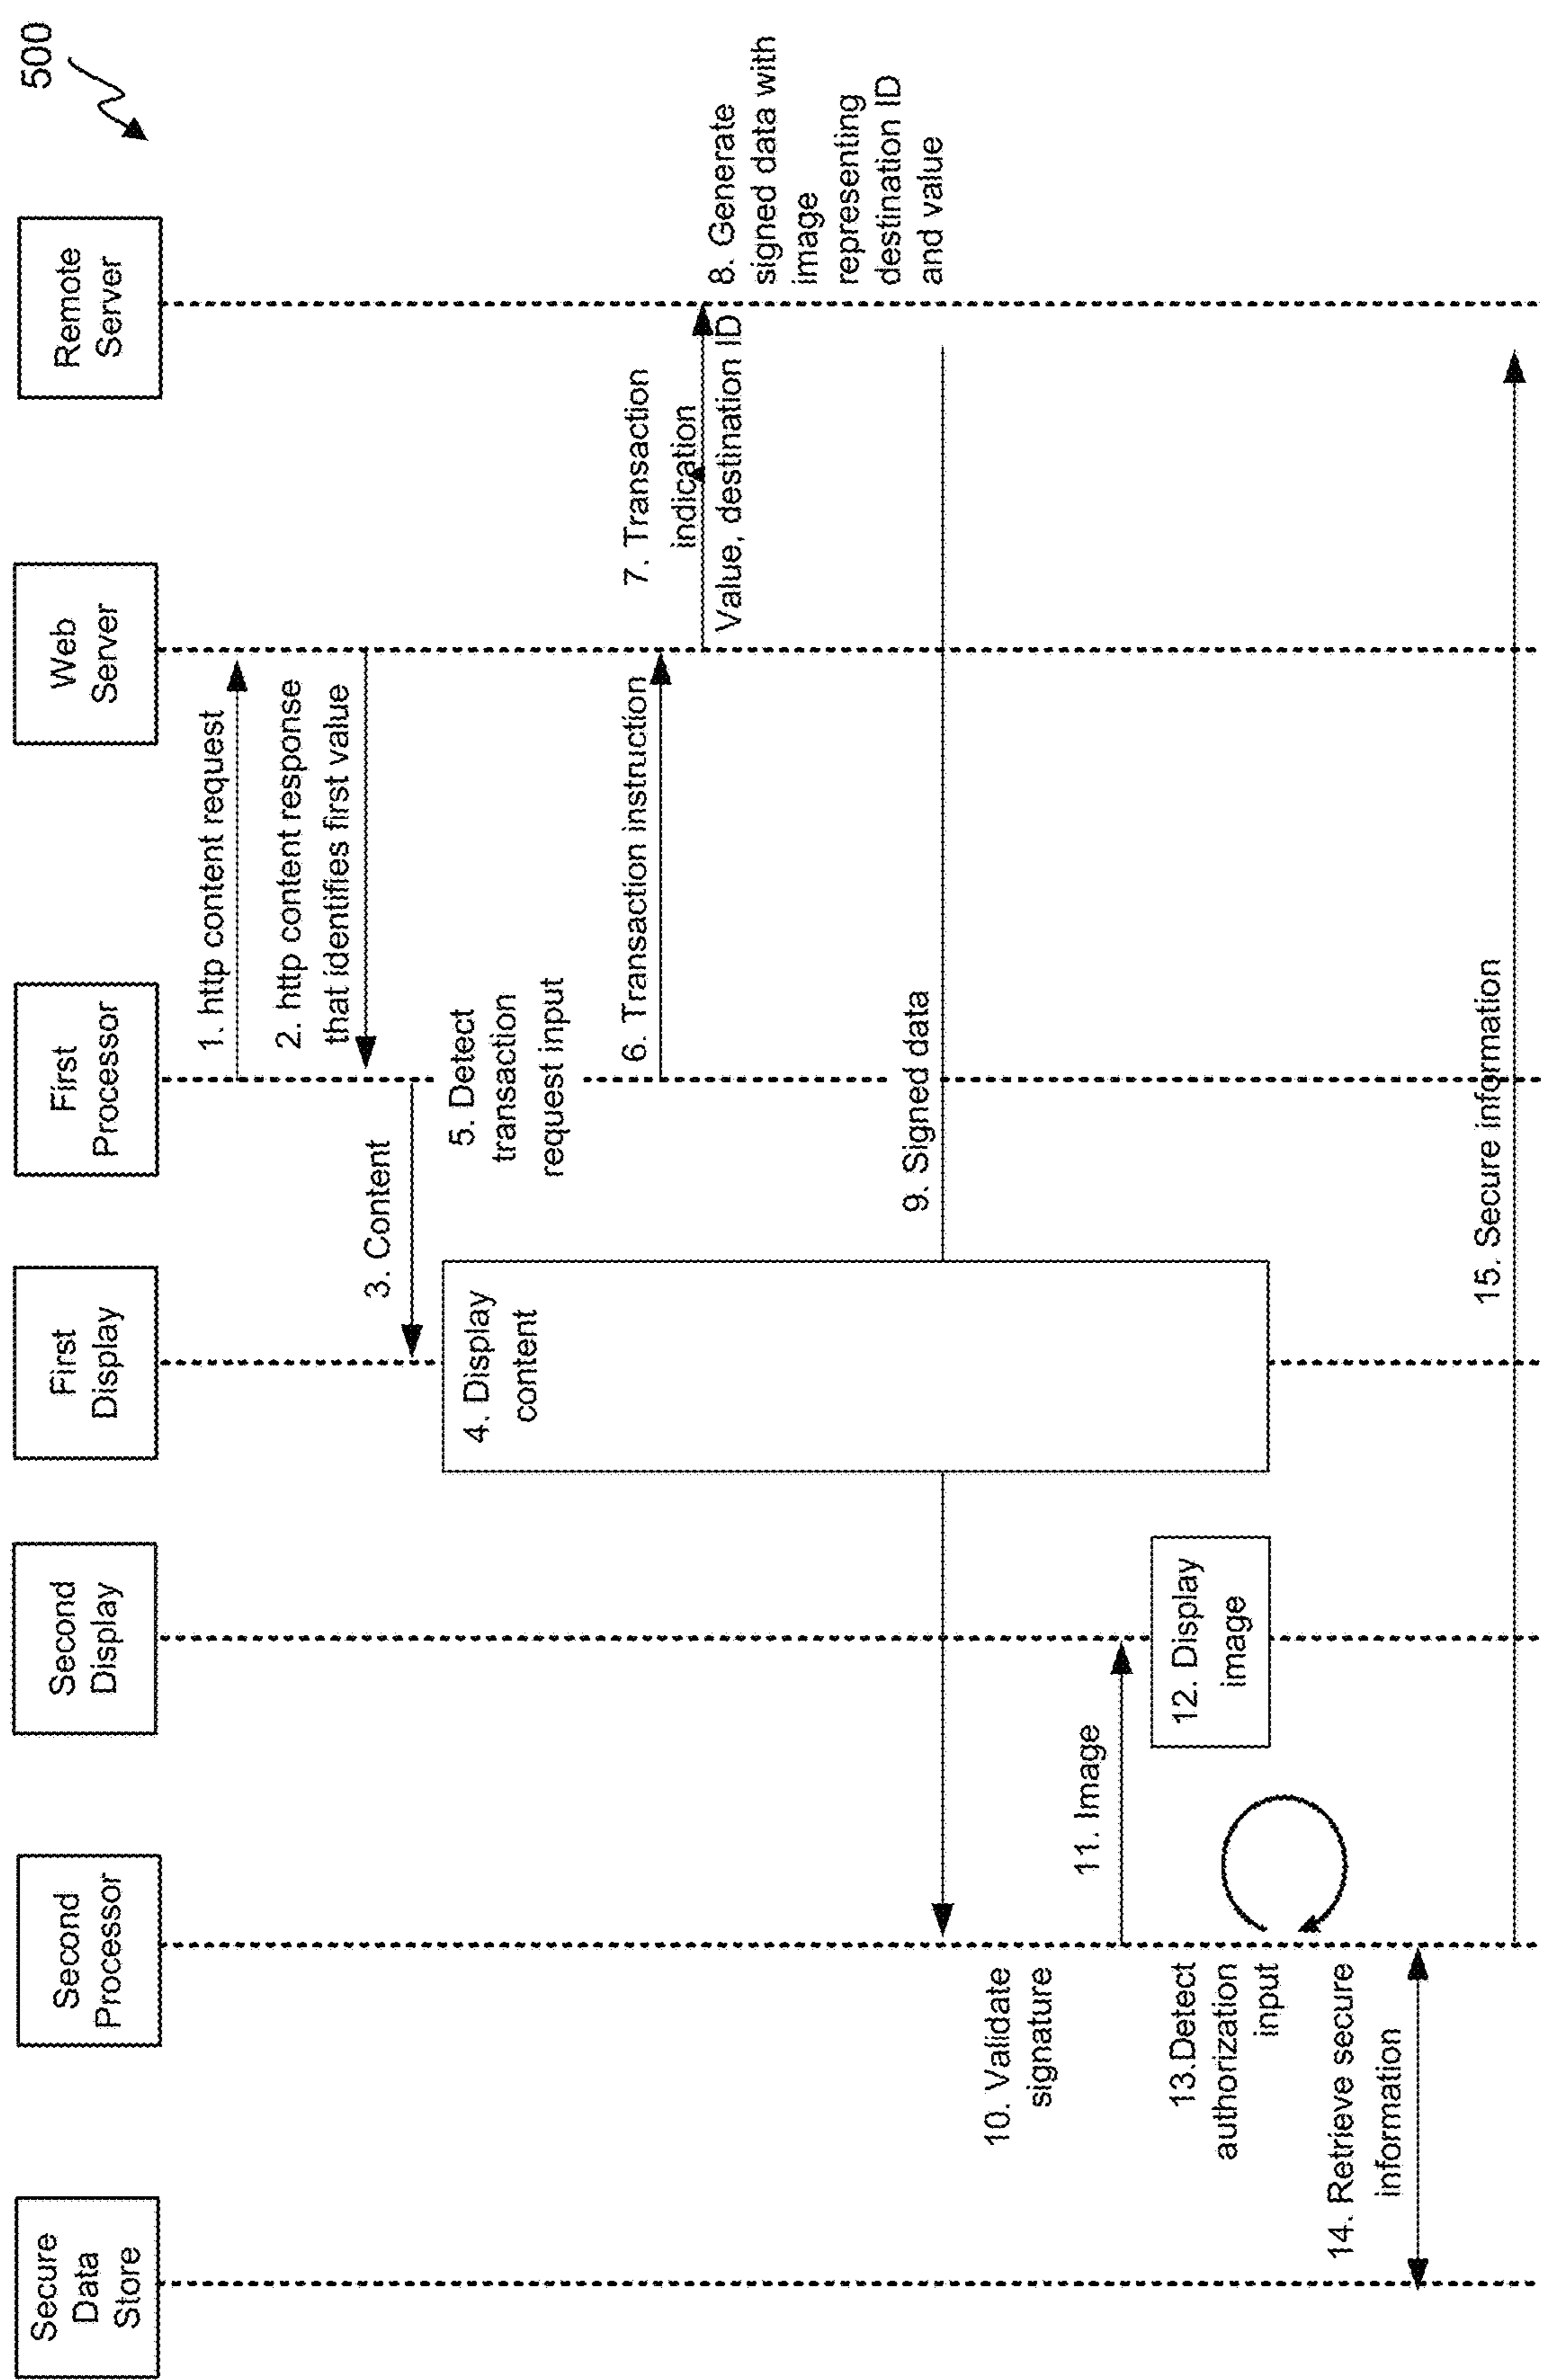 500
Secure
Data
Store
Second
Processor
Second
Display
First
Display
First
Processor
Web
Server
Remote
Server
1. http content request
2. http content response
that identifies first value
3. Content
4. Display
content
5. Detect
transaction
request input
6. Transaction instruction
7. Transaction
indication
Value, destination ID
8. Generate
signed data with
image
representing
destination ID
and value
9. Signed data
10. Validate
signature
11. Image
12. Display
image
13.Detect
authorization
input
14. Retrieve secure
information
15. Secure information